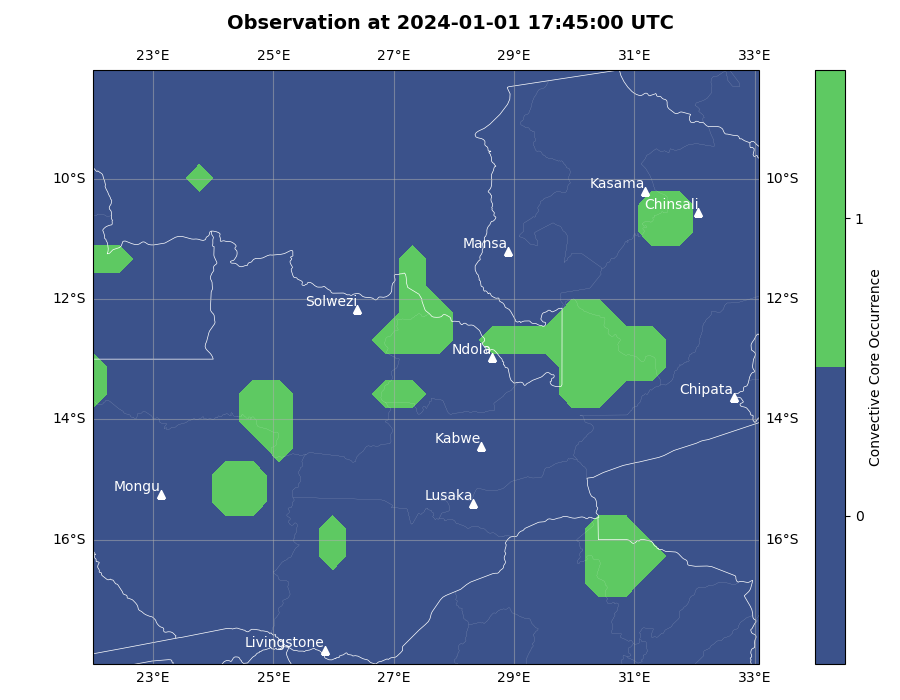 Observation at 2024-01-01 17:45:00 UTC
23°E 25°E 27°E 29°E 31°E 33°E
10°S 10°S
Kasama
Chinsali
Mansa
12°S 12°S
Solwezi
Ndola
Chipata
14°S 14°S
Kabwe
Mongu
Lusaka
16°S 16°S
Livingstone
23°E 25°E 27°E 29°E 31°E 33°E
1
0
Convective Core Occurrence